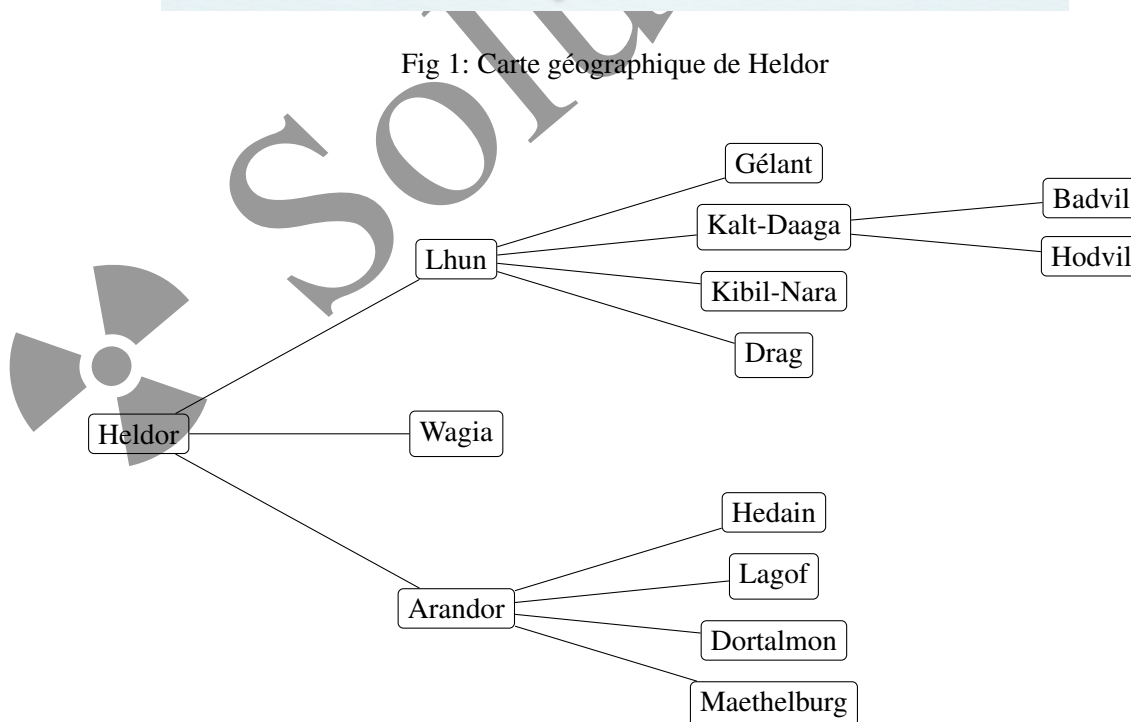 Fig 1: Carte géographique de Heldor
Gélant
Badvil
Kalt-Daaga
Lhun
Hodvil
Kibil-Nara
Drag
Heldor
Wagia
Hedain
Lagof
Arandor
Dortalmon
Maethelburg
Solu